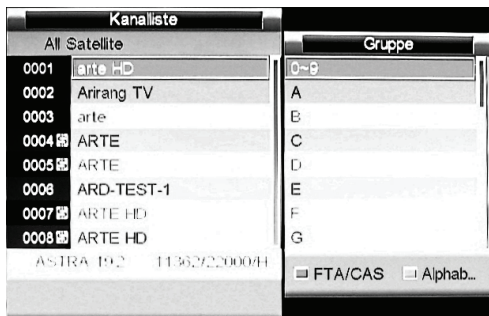 Kanalliste
All Satellite
0001 arte HD
0002 Arirang TV
0003 arte
0004 ARTE
0005 ARTE
0006 ARD-TEST-1
0007 ARTE HD
0008 ARTE HD
ASTRA 19.2 11362/22000/H
Gruppe
0~9
A
B
C
D
E
F
G
FTA/CAS Alphab...